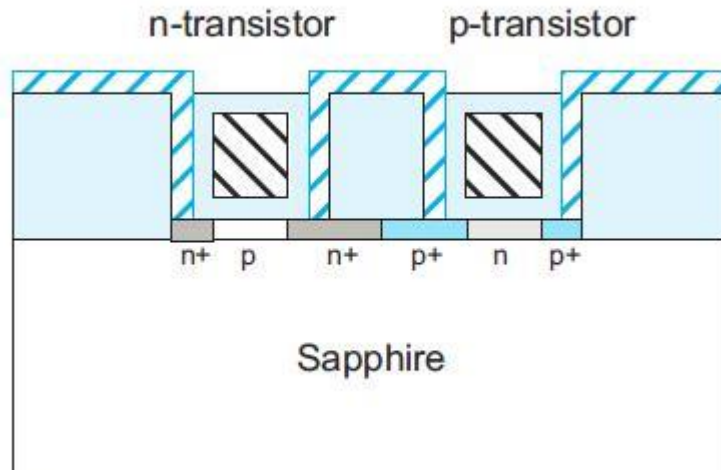 n-transistor p-transistor
n+ p n+ p+ n p+
Sapphire